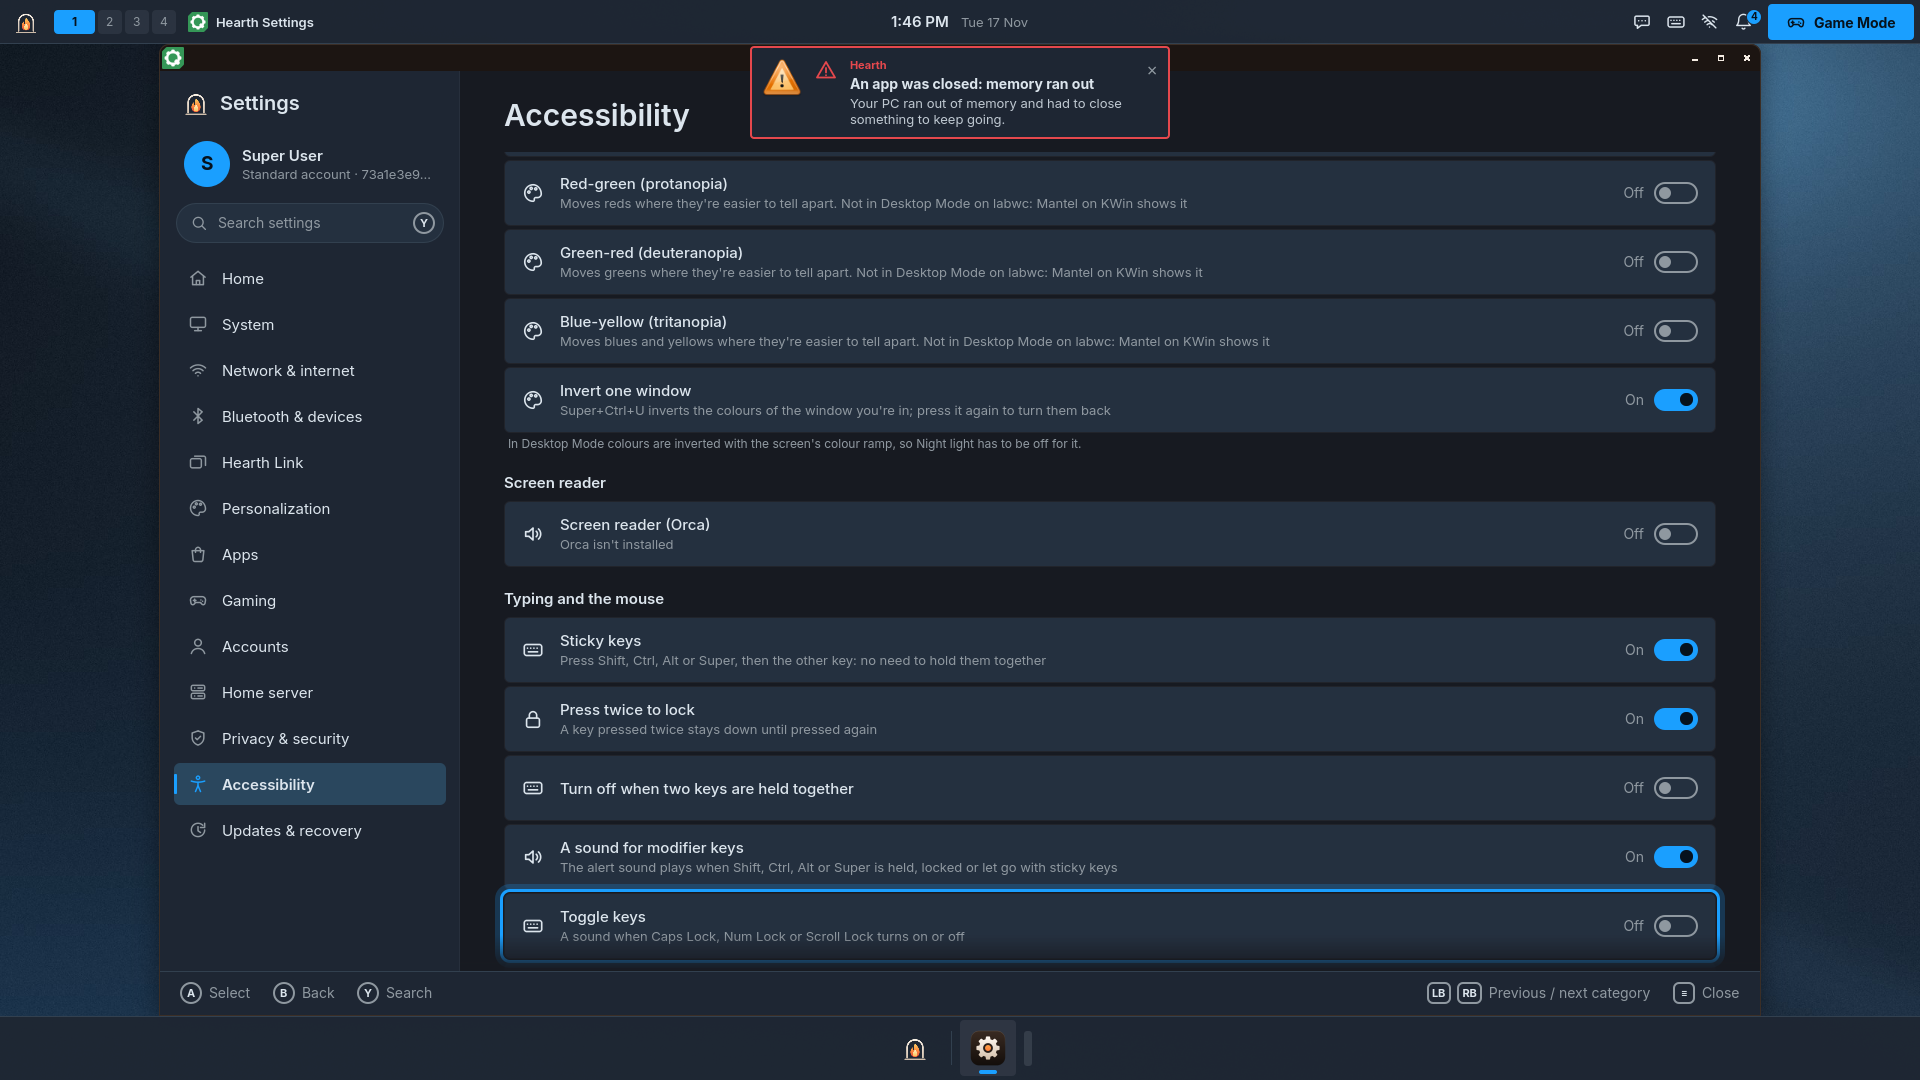 1 2 3 4 Hearth Settings
1:46 PM Tue 17 Nov
4 Game Mode
Hearth
An app was closed: memory ran out
Your PC ran out of memory and had to close
something to keep going.
Settings
S Super User
Standard account · 73a1e3e9...
Search settings Y
Home
System
Network & internet
Bluetooth & devices
Hearth Link
Personalization
Apps
Gaming
Accounts
Home server
Privacy & security
Accessibility
Updates & recovery
Accessibility
Red-green (protanopia)
Moves reds where they're easier to tell apart. Not in Desktop Mode on labwc: Mantel on KWin shows it
Off
Green-red (deuteranopia)
Moves greens where they're easier to tell apart. Not in Desktop Mode on labwc: Mantel on KWin shows it
Off
Blue-yellow (tritanopia)
Moves blues and yellows where they're easier to tell apart. Not in Desktop Mode on labwc: Mantel on KWin shows it
Off
Invert one window
Super+Ctrl+U inverts the colours of the window you're in; press it again to turn them back
On
In Desktop Mode colours are inverted with the screen's colour ramp, so Night light has to be off for it.
Screen reader
Screen reader (Orca)
Orca isn't installed
Off
Typing and the mouse
Sticky keys
Press Shift, Ctrl, Alt or Super, then the other key: no need to hold them together
On
Press twice to lock
A key pressed twice stays down until pressed again
On
Turn off when two keys are held together
Off
A sound for modifier keys
The alert sound plays when Shift, Ctrl, Alt or Super is held, locked or let go with sticky keys
On
Toggle keys
A sound when Caps Lock, Num Lock or Scroll Lock turns on or off
Off
A Select B Back Y Search
LB RB Previous / next category Close